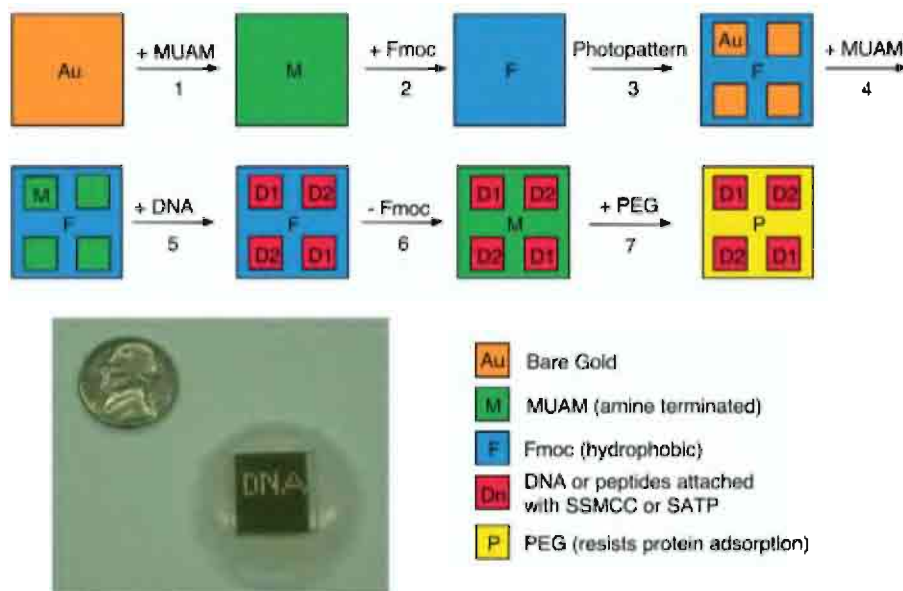 + MUAM
+ Fmoc
Photopattern
+ MUAM
Au
M
F
Au
F
1
2
3
4
M
F
+ DNA
5
D1 D2
F
D2 D1
- Fmoc
6
D1 D2
M
D2 D1
+ PEG
7
D1 D2
P
D2 D1
DNA
Au Bare Gold
M MUAM (amine terminated)
F Fmoc (hydrophobic)
Dn DNA or peptides attached
with SSMCC or SATP
P PEG (resists protein adsorption)